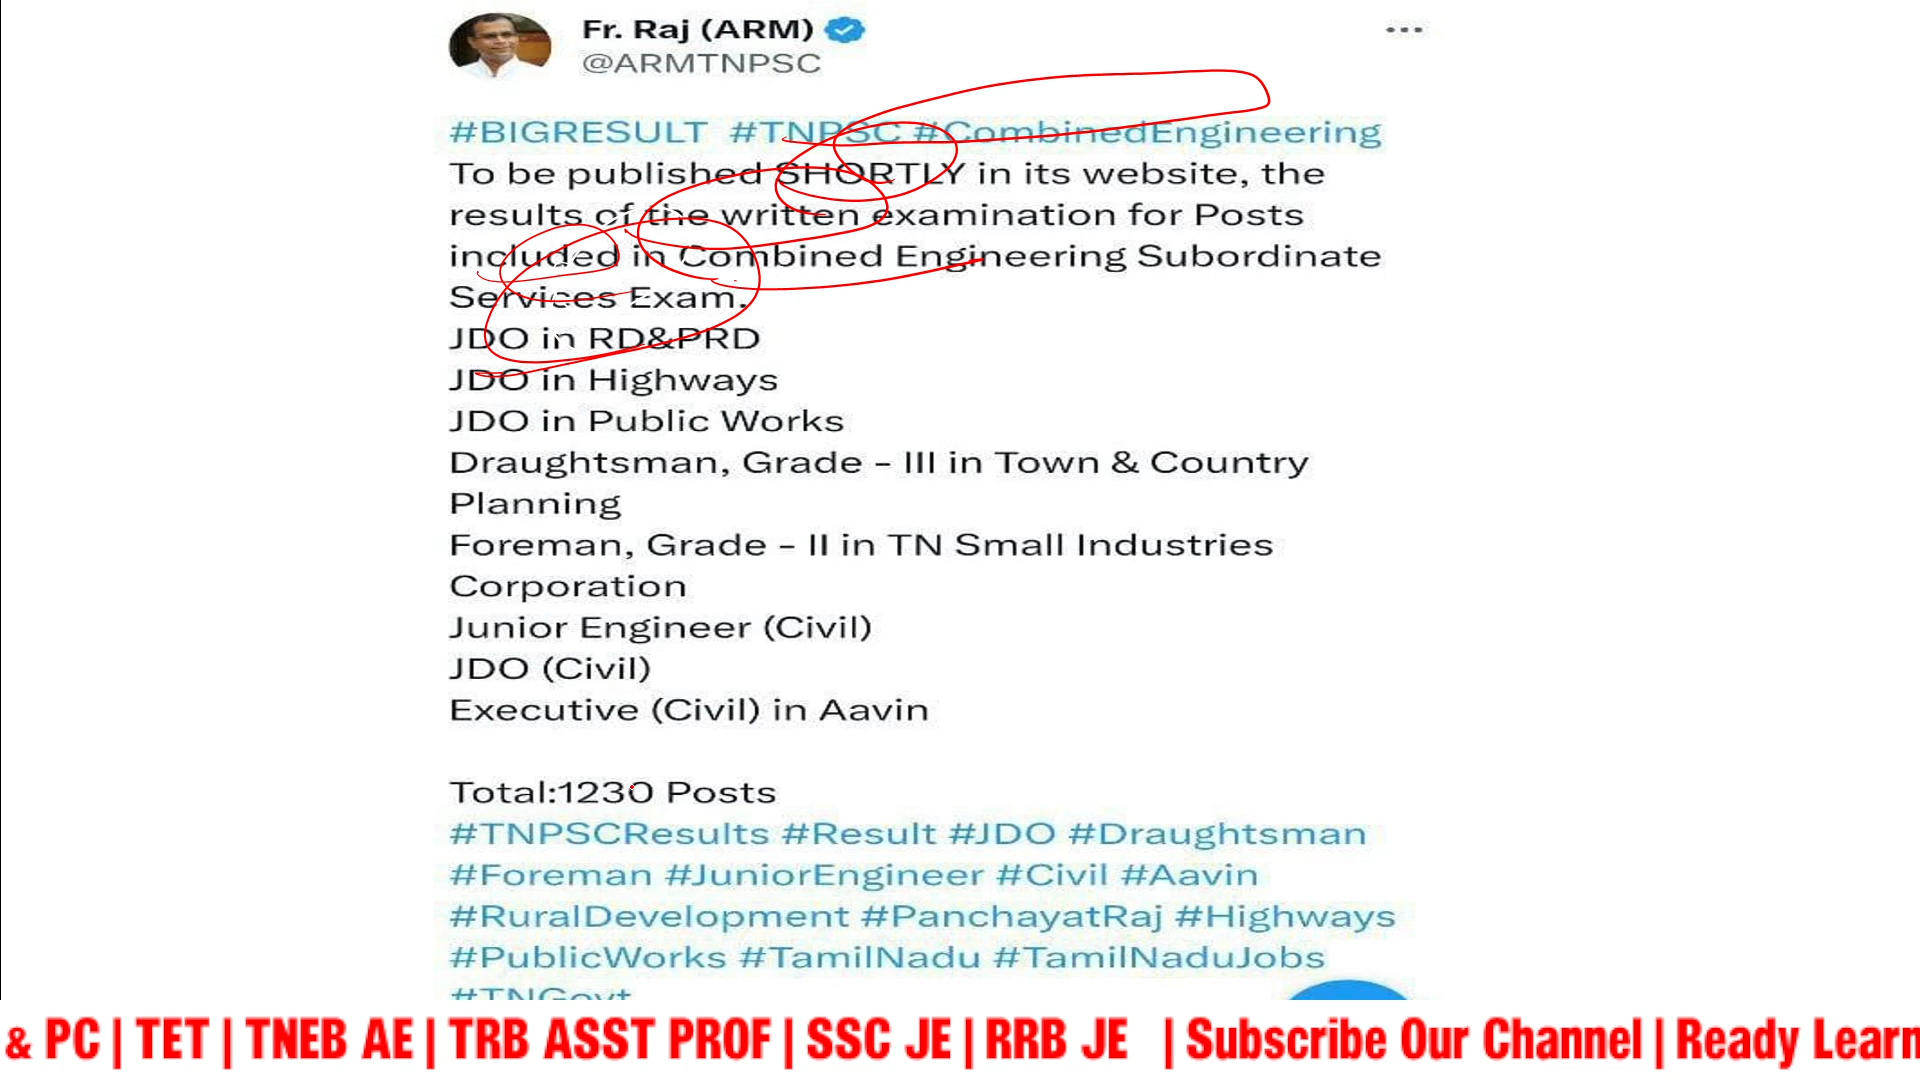 Fr. Raj (ARM)
@ARMTNPSC
#BIGRESULT #TNPSC #CombinedEngineering
To be published SHORTLY in its website, the
results of the written examination for Posts
included in Combined Engineering Subordinate
Services Exam.
JDO in RD&PRD
JDO in Highways
JDO in Public Works
Draughtsman, Grade - III in Town & Country
Planning
Foreman, Grade - II in TN Small Industries
Corporation
Junior Engineer (Civil)
JDO (Civil)
Executive (Civil) in Aavin
Total:1230 Posts
#TNPSCResults #Result #JDO #Draughtsman
#Foreman #JuniorEngineer #Civil #Aavin
#RuralDevelopment #PanchayatRaj #Highways
#PublicWorks #TamilNadu #TamilNaduJobs
#TNGovt
& PC | TET | TNEB AE | TRB ASST PROF | SSC JE | RRB JE | Subscribe Our Channel | Ready Learn